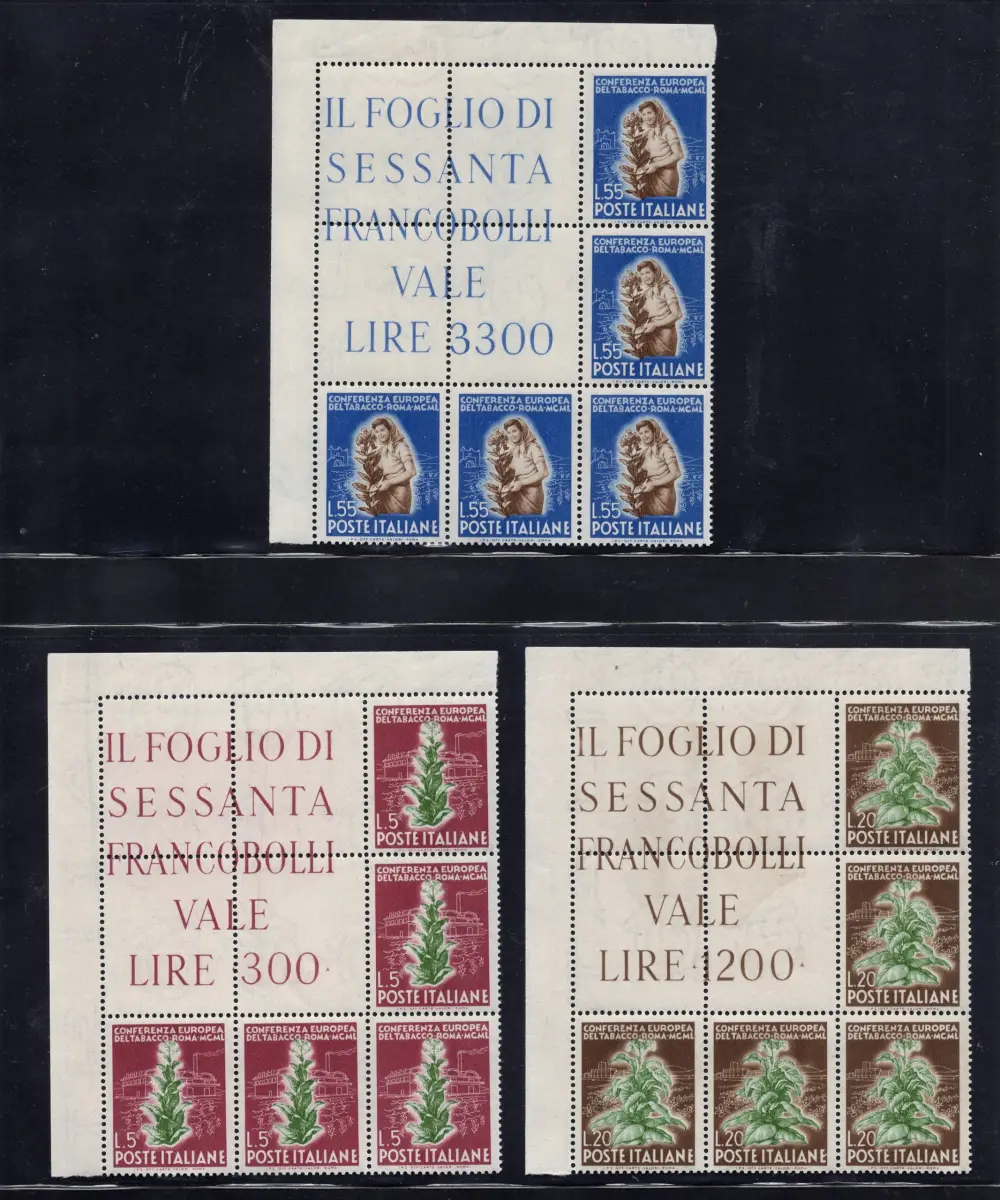 IL FOGLIO DI
SESSANTA
FRANCOBOLLI
VALE
LIRE 3300
CONFERENZA EUROPEA
DEL TABACCO·ROMA·MCML
L.55
POSTE ITALIANE
CONFERENZA EUROPEA
DEL TABACCO·ROMA·MCML
L.55
POSTE ITALIANE
CONFERENZA EUROPEA
DEL TABACCO·ROMA·MCML
L.55
POSTE ITALIANE
CONFERENZA EUROPEA
DEL TABACCO·ROMA·MCML
L.55
POSTE ITALIANE
CONFERENZA EUROPEA
DEL TABACCO·ROMA·MCML
L.55
POSTE ITALIANE
IL FOGLIO DI
SESSANTA
FRANCOBOLLI
VALE
LIRE ·300·
CONFERENZA EUROPEA
DEL TABACCO·ROMA·MCML
L.5
POSTE ITALIANE
CONFERENZA EUROPEA
DEL TABACCO·ROMA·MCML
L.5
POSTE ITALIANE
CONFERENZA EUROPEA
DEL TABACCO·ROMA·MCML
L.5
POSTE ITALIANE
CONFERENZA EUROPEA
DEL TABACCO·ROMA·MCML
L.5
POSTE ITALIANE
CONFERENZA EUROPEA
DEL TABACCO·ROMA·MCML
L.5
POSTE ITALIANE
IL FOGLIO DI
SESSANTA
FRANCOBOLLI
VALE
LIRE ·1200·
CONFERENZA EUROPEA
DEL TABACCO·ROMA·MCML
L.20
POSTE ITALIANE
CONFERENZA EUROPEA
DEL TABACCO·ROMA·MCML
L.20
POSTE ITALIANE
CONFERENZA EUROPEA
DEL TABACCO·ROMA·MCML
L.20
POSTE ITALIANE
CONFERENZA EUROPEA
DEL TABACCO·ROMA·MCML
L.20
POSTE ITALIANE
CONFERENZA EUROPEA
DEL TABACCO·ROMA·MCML
L.20
POSTE ITALIANE